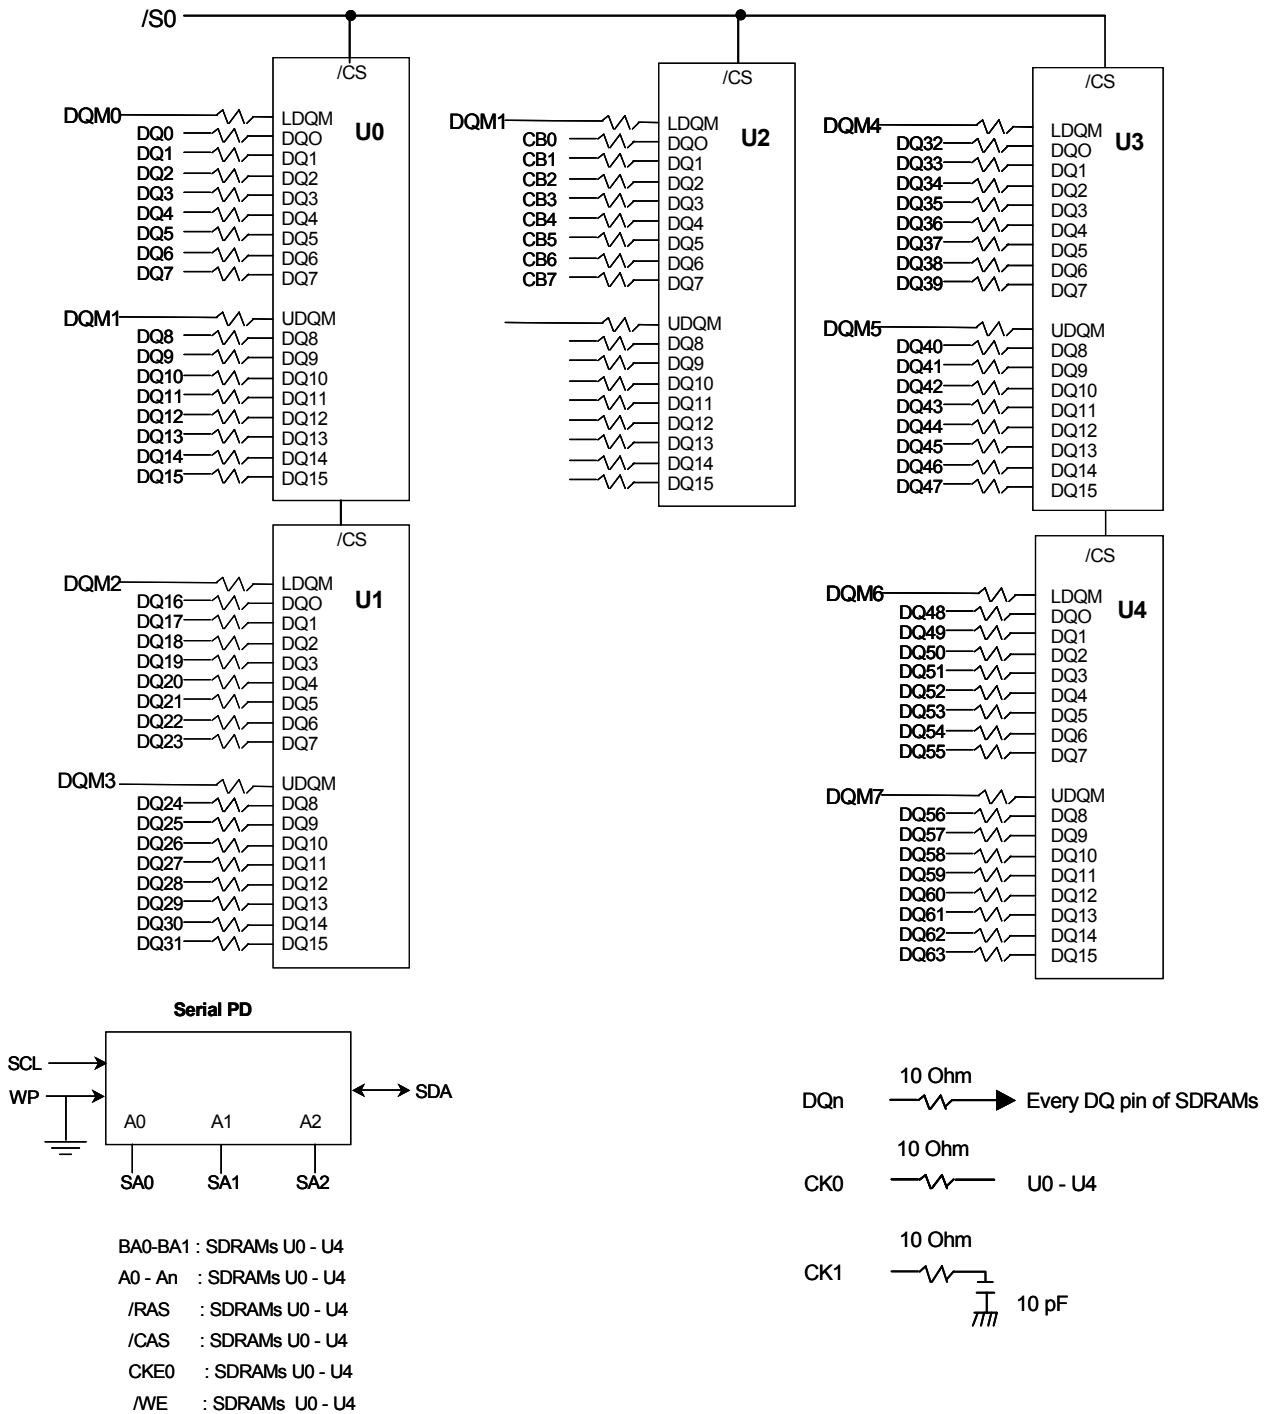 /S0
/CS
DQM0 LDQM U0
DQ0 DQO
DQ1 DQ1
DQ2 DQ2
DQ3 DQ3
DQ4 DQ4
DQ5 DQ5
DQ6 DQ6
DQ7 DQ7
DQM1 UDQM
DQ8 DQ8
DQ9 DQ9
DQ10 DQ10
DQ11 DQ11
DQ12 DQ12
DQ13 DQ13
DQ14 DQ14
DQ15 DQ15
/CS
DQM2 LDQM U1
DQ16 DQO
DQ17 DQ1
DQ18 DQ2
DQ19 DQ3
DQ20 DQ4
DQ21 DQ5
DQ22 DQ6
DQ23 DQ7
DQM3 UDQM
DQ24 DQ8
DQ25 DQ9
DQ26 DQ10
DQ27 DQ11
DQ28 DQ12
DQ29 DQ13
DQ30 DQ14
DQ31 DQ15
/CS
DQM1 LDQM U2
CB0 DQO
CB1 DQ1
CB2 DQ2
CB3 DQ3
CB4 DQ4
CB5 DQ5
CB6 DQ6
CB7 DQ7
UDQM
DQ8
DQ9
DQ10
DQ11
DQ12
DQ13
DQ14
DQ15
/CS
DQM4 LDQM U3
DQ32 DQO
DQ33 DQ1
DQ34 DQ2
DQ35 DQ3
DQ36 DQ4
DQ37 DQ5
DQ38 DQ6
DQ39 DQ7
DQM5 UDQM
DQ40 DQ8
DQ41 DQ9
DQ42 DQ10
DQ43 DQ11
DQ44 DQ12
DQ45 DQ13
DQ46 DQ14
DQ47 DQ15
/CS
DQM6 LDQM U4
DQ48 DQO
DQ49 DQ1
DQ50 DQ2
DQ51 DQ3
DQ52 DQ4
DQ53 DQ5
DQ54 DQ6
DQ55 DQ7
DQM7 UDQM
DQ56 DQ8
DQ57 DQ9
DQ58 DQ10
DQ59 DQ11
DQ60 DQ12
DQ61 DQ13
DQ62 DQ14
DQ63 DQ15
Serial PD
SCL
WP
SDA
A0 A1 A2
SA0 SA1 SA2
BA0-BA1 : SDRAMs U0 - U4
A0 - An : SDRAMs U0 - U4
/RAS : SDRAMs U0 - U4
/CAS : SDRAMs U0 - U4
CKE0 : SDRAMs U0 - U4
/WE : SDRAMs U0 - U4
10 Ohm
DQn Every DQ pin of SDRAMs
10 Ohm
CK0 U0 - U4
10 Ohm
CK1
10 pF